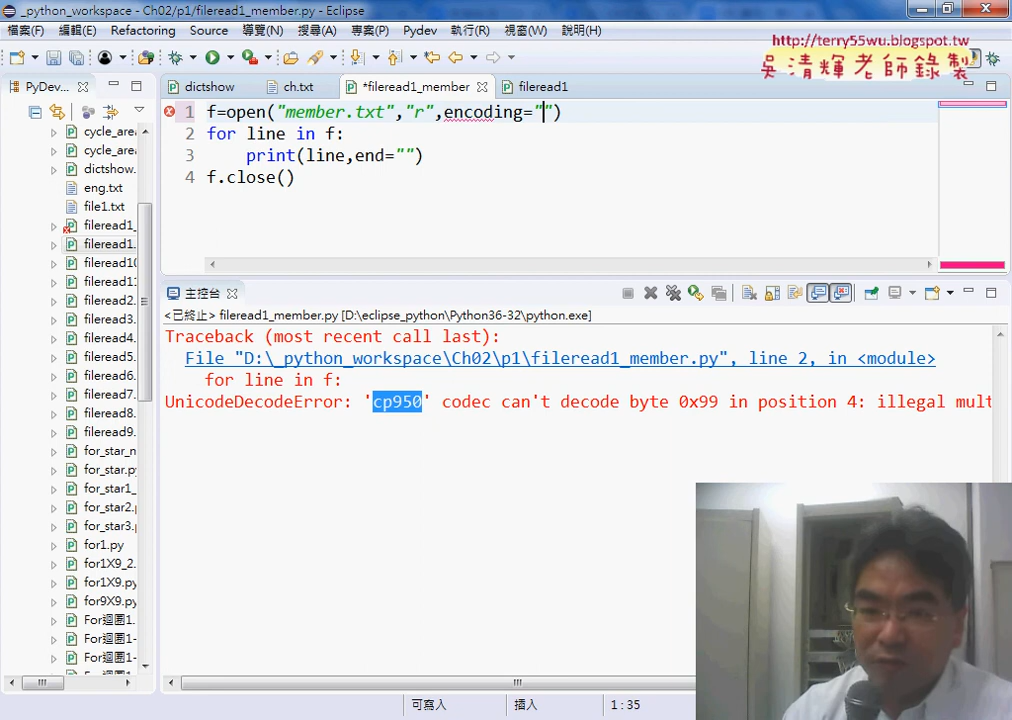 _python_workspace - Ch02/p1/fileread1_member.py - Eclipse
檔案(F) 編輯(E) Refactoring Source 導覽(N) 搜尋(A) 專案(P) Pydev 執行(R) 視窗(W) 說明(H)
http://terry55wu.blogspot.tw
吳清輝老師錄製
PyDev...
dictshow ch.txt *fileread1_member fileread1
1 f=open("member.txt","r",encoding="")
2 for line in f:
3 print(line,end="")
4 f.close()
cycle_area
cycle_area
dictshow.
eng.txt
file1.txt
fileread1_
fileread1.
fileread10
fileread11
fileread2.
fileread3.
fileread4.
fileread5.
fileread6.
fileread7.
fileread8.
fileread9.
for_star_n
for_star.py
for_star1_
for_star2.p
for_star3.p
for1.py
for1X9_2.
for1X9.py
for9X9.py
For迴圈1.
For迴圈1-
For迴圈1-
主控台
<已終止> fileread1_member.py [D:\eclipse_python\Python36-32\python.exe]
Traceback (most recent call last):
File "D:\_python_workspace\Ch02\p1\fileread1_member.py", line 2, in <module>
for line in f:
UnicodeDecodeError: 'cp950' codec can't decode byte 0x99 in position 4: illegal mult
可寫入 插入 1:35